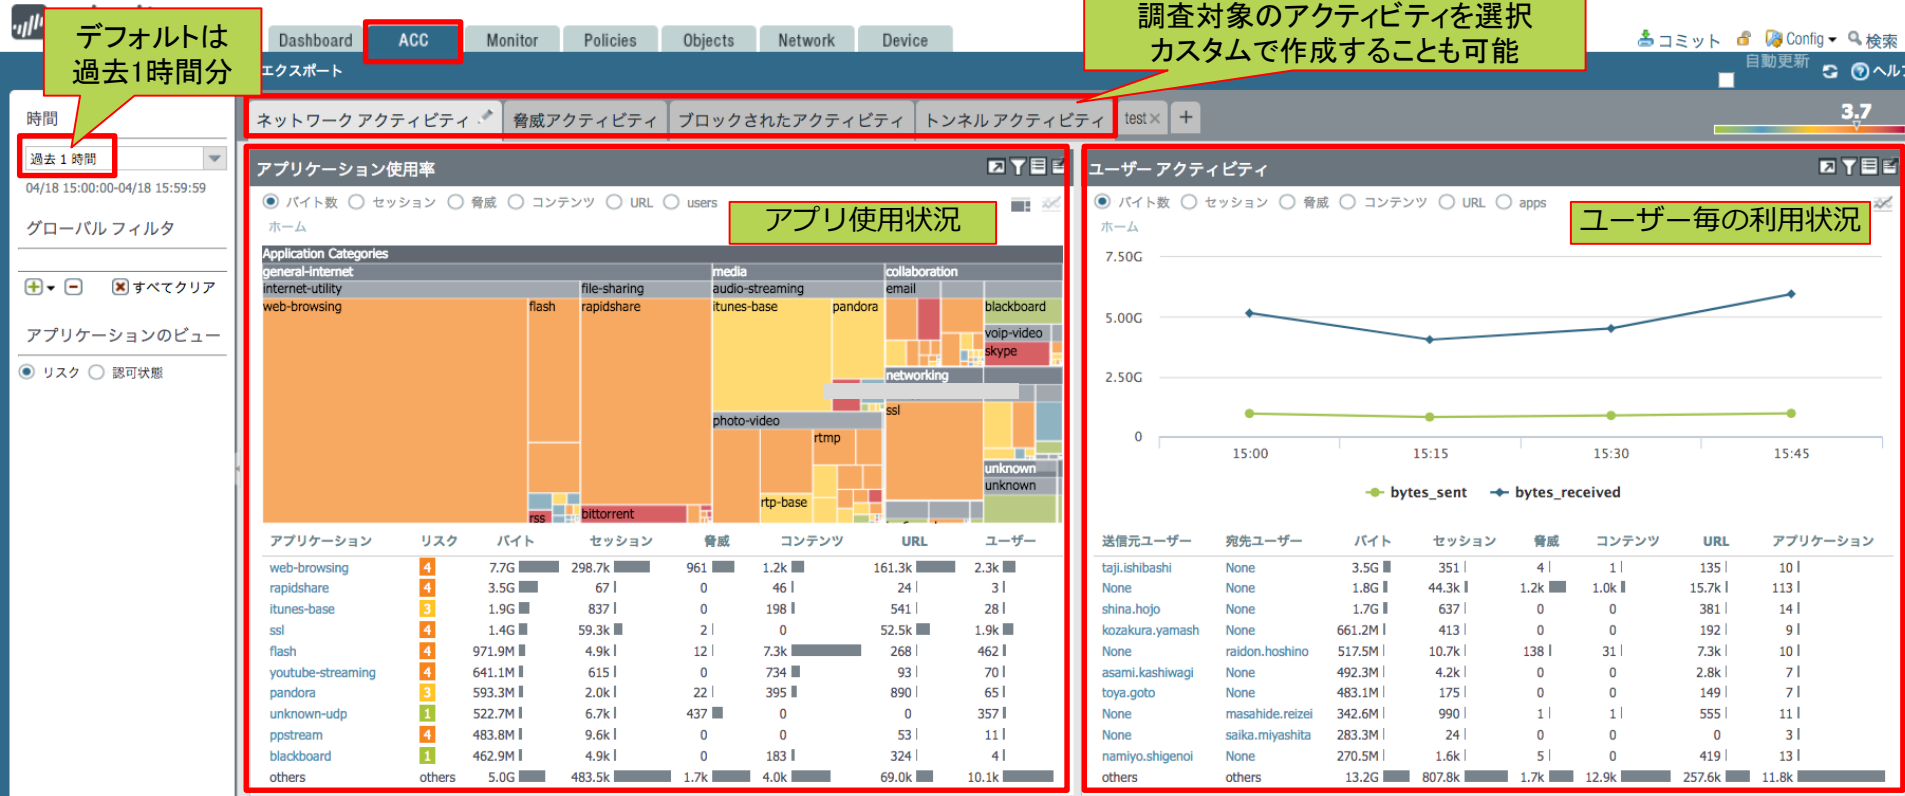 デフォルトは
過去1時間分
調査対象のアクティビティを選択
カスタムで作成することも可能
Dashboard ACC Monitor Policies Objects Network Device
コミット Config 検索
エクスポート
自動更新
時間
ネットワーク アクティビティ 脅威アクティビティ ブロックされたアクティビティ トンネル アクティビティ test × +
3.7
過去 1 時間
04/18 15:00:00-04/18 15:59:59
グローバル フィルタ
すべてクリア
アプリケーションのビュー
リスク 認可状態
アプリケーション使用率
バイト数 セッション 脅威 コンテンツ URL users
ホーム
アプリ使用状況
Application Categories
general-internet media collaboration
internet-utility file-sharing audio-streaming email
web-browsing flash rapidshare itunes-base pandora blackboard
voip-video
skype
networking
ssl
photo-video
rtmp
unknown
unknown
rtp-base
rss bittorrent
アプリケーション リスク バイト セッション 脅威 コンテンツ URL ユーザー
web-browsing 4 7.7G 298.7k 961 1.2k 161.3k 2.3k
rapidshare 4 3.5G 67 0 46 24 3
itunes-base 3 1.9G 837 0 198 541 28
ssl 4 1.4G 59.3k 2 0 52.5k 1.9k
flash 4 971.9M 4.9k 12 7.3k 268 462
youtube-streaming 4 641.1M 615 0 734 93 70
pandora 3 593.3M 2.0k 22 395 890 65
unknown-udp 1 522.7M 6.7k 437 0 0 357
ppstream 4 483.8M 9.6k 0 0 53 11
blackboard 1 462.9M 4.9k 0 183 324 4
others others 5.0G 483.5k 1.7k 4.0k 69.0k 10.1k
ユーザー アクティビティ
バイト数 セッション 脅威 コンテンツ URL apps
ホーム
ユーザー毎の利用状況
7.50G
5.00G
2.50G
0
15:00 15:15 15:30 15:45
bytes_sent bytes_received
送信元ユーザー 宛先ユーザー バイト セッション 脅威 コンテンツ URL アプリケーション
taji.ishibashi None 3.5G 351 4 1 135 10
None None 1.8G 44.3k 1.2k 1.0k 15.7k 113
shina.hojo None 1.7G 637 0 0 381 14
kozakura.yamash None 661.2M 413 0 0 192 9
None raidon.hoshino 517.5M 10.7k 138 31 7.3k 10
asami.kashiwagi None 492.3M 4.2k 0 0 2.8k 7
toya.goto None 483.1M 175 0 0 149 7
None masahide.reizei 342.6M 990 1 1 555 11
None saika.miyashita 283.3M 24 0 0 0 3
namiyo.shigenoi None 270.5M 1.6k 5 0 419 13
others others 13.2G 807.8k 1.7k 12.9k 257.6k 11.8k